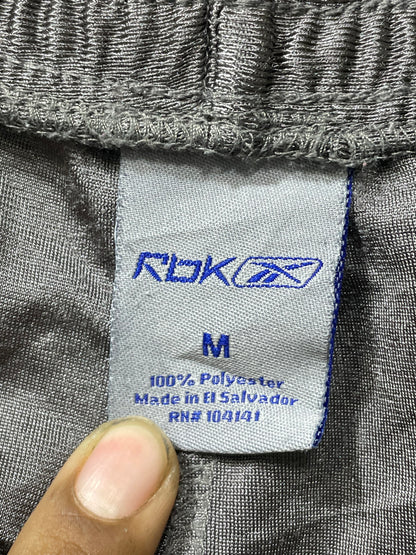 Rbk
M
100% Polyester
Made in El Salvador
RN# 104141